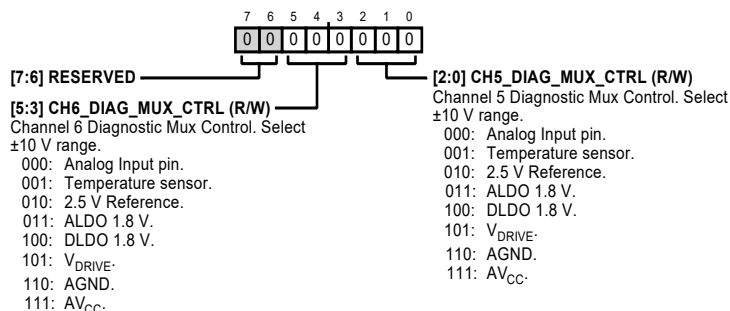 7 6 5 4 3 2 1 0
0 0 0 0 0 0 0 0
[7:6] RESERVED
[5:3] CH6_DIAG_MUX_CTRL (R/W)
Channel 6 Diagnostic Mux Control. Select
±10 V range.
000: Analog Input pin.
001: Temperature sensor.
010: 2.5 V Reference.
011: ALDO 1.8 V.
100: DLDO 1.8 V.
101: VDRIVE.
110: AGND.
111: AVCC.
[2:0] CH5_DIAG_MUX_CTRL (R/W)
Channel 5 Diagnostic Mux Control. Select
±10 V range.
000: Analog Input pin.
001: Temperature sensor.
010: 2.5 V Reference.
011: ALDO 1.8 V.
100: DLDO 1.8 V.
101: VDRIVE.
110: AGND.
111: AVCC.